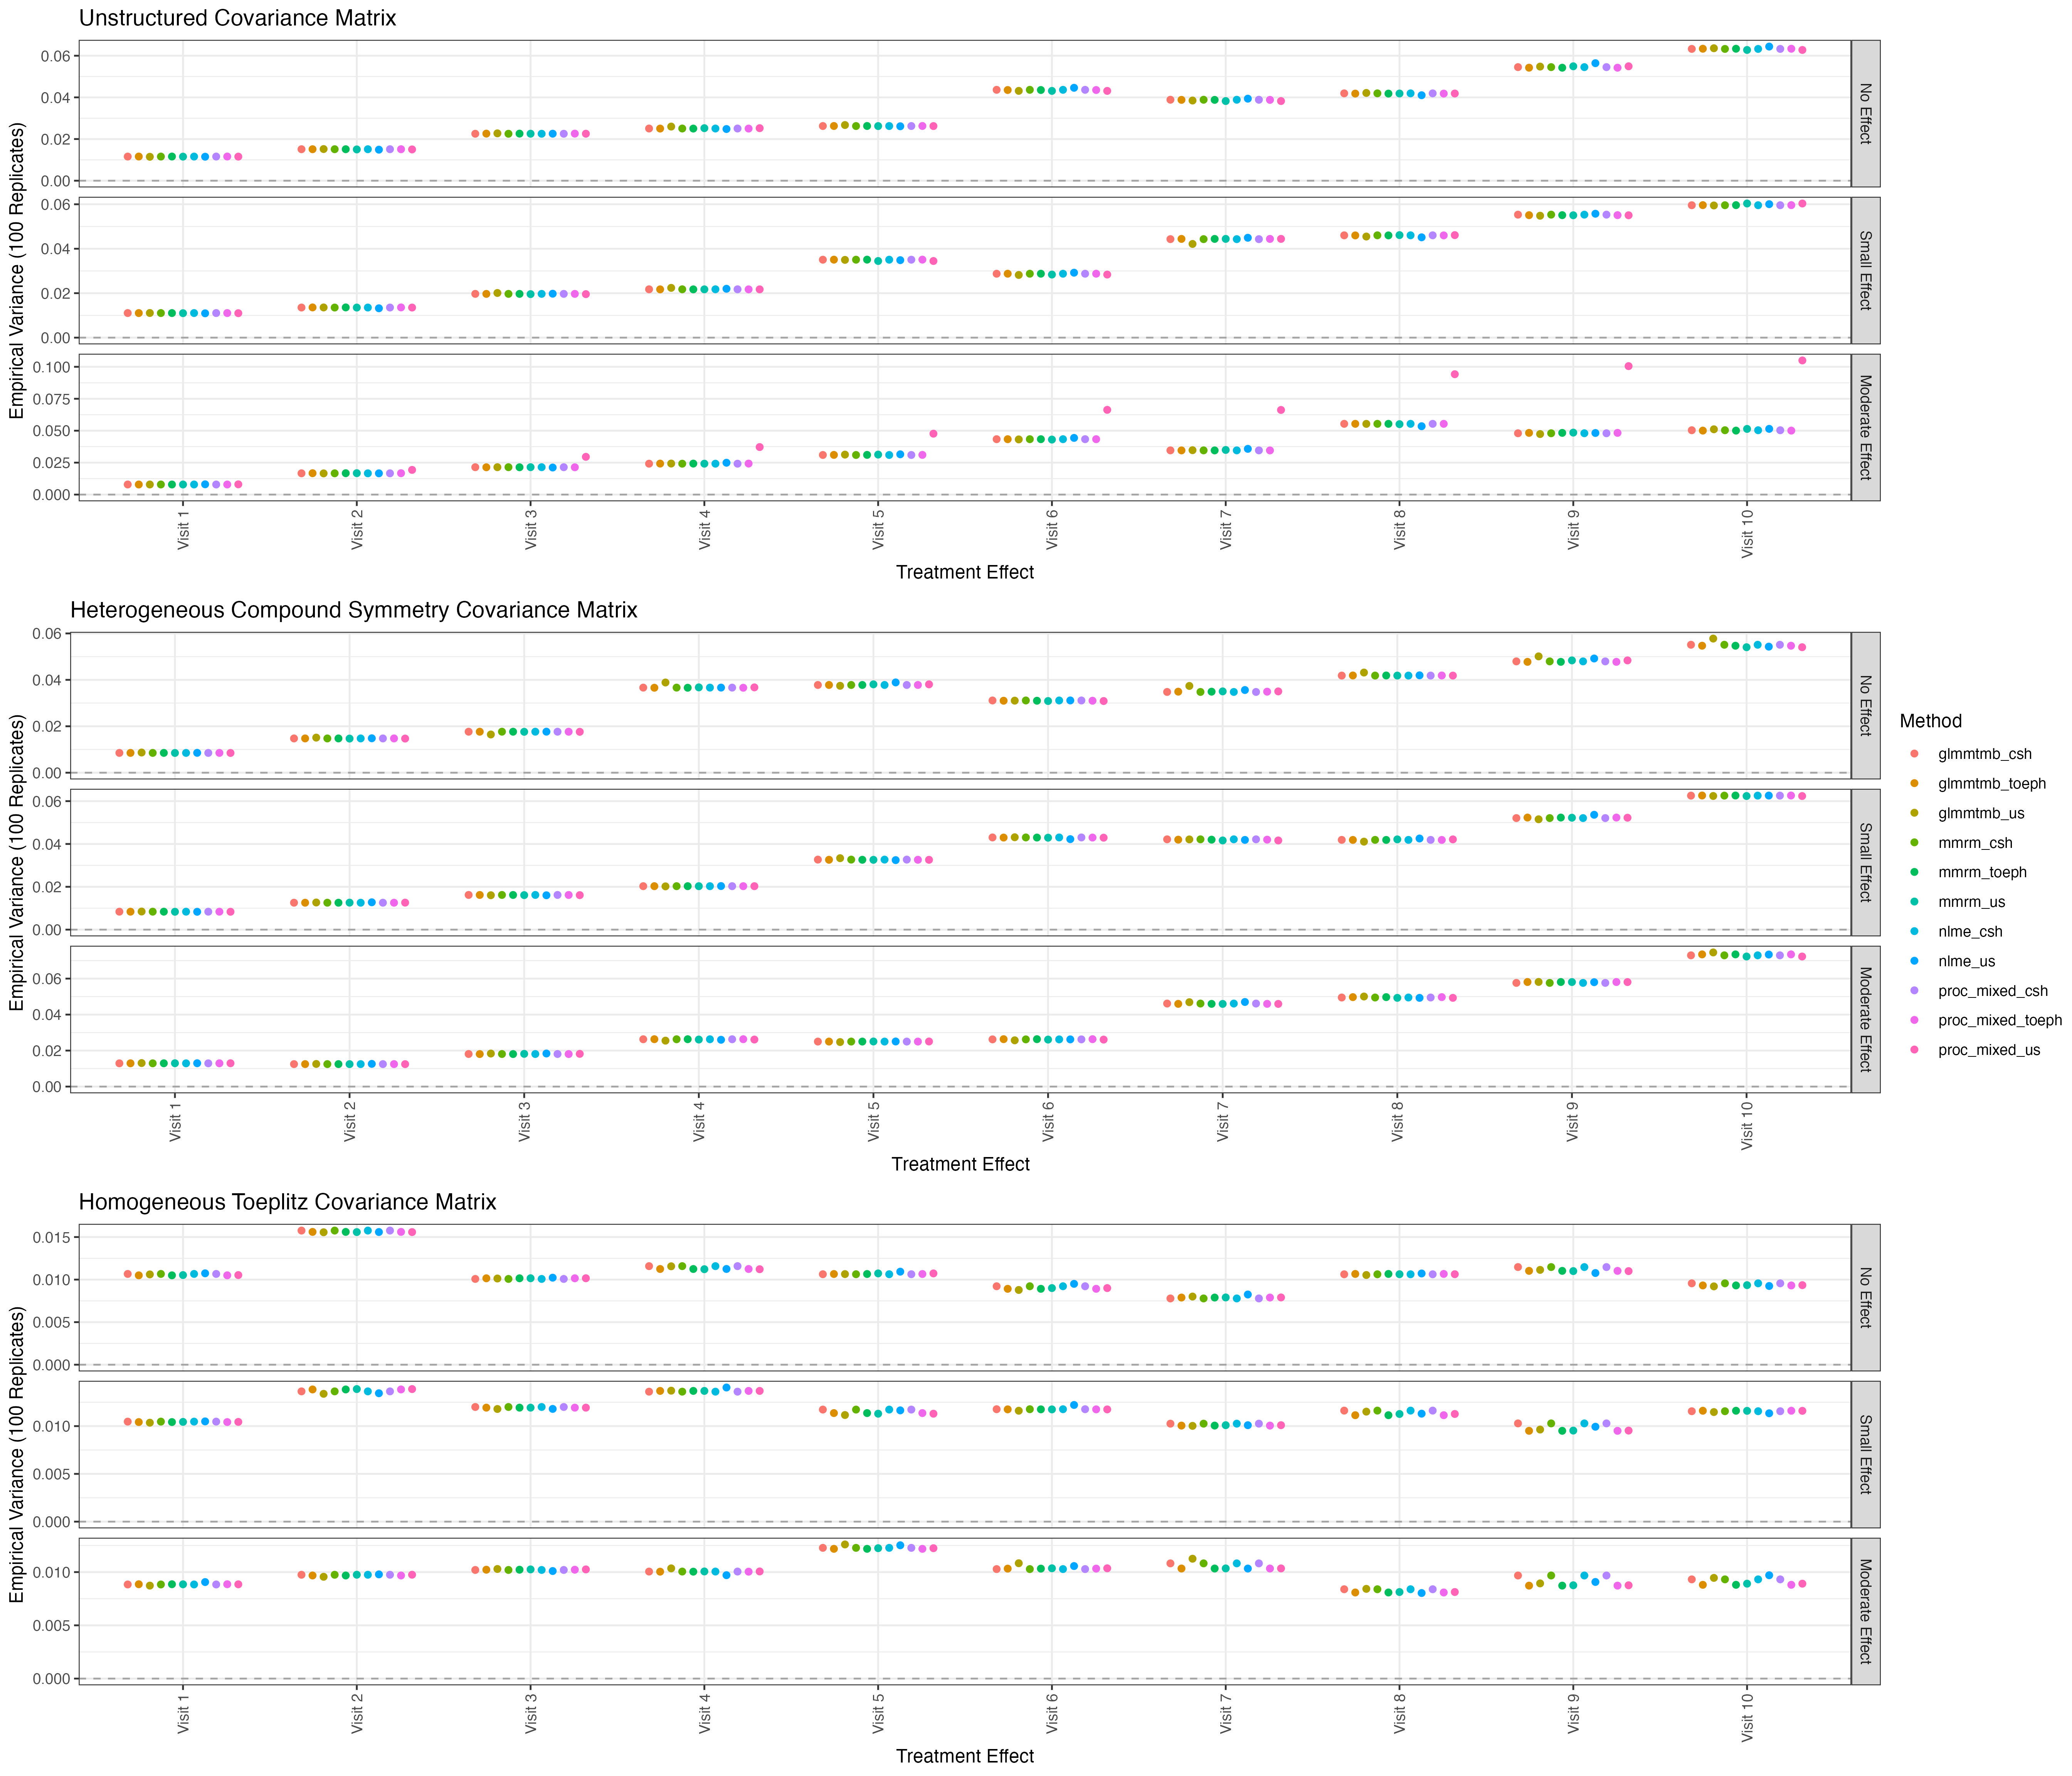 Unstructured Covariance Matrix
Empirical Variance (100 Replicates)
0.06
0.04
0.02
0.00
No Effect
0.06
0.04
0.02
0.00
Small Effect
0.100
0.075
0.050
0.025
0.000
Moderate Effect
Visit 1
Visit 2
Visit 3
Visit 4
Visit 5
Visit 6
Visit 7
Visit 8
Visit 9
Visit 10
Treatment Effect
Heterogeneous Compound Symmetry Covariance Matrix
Empirical Variance (100 Replicates)
0.06
0.04
0.02
0.00
No Effect
0.06
0.04
0.02
0.00
Small Effect
0.06
0.04
0.02
0.00
Moderate Effect
Visit 1
Visit 2
Visit 3
Visit 4
Visit 5
Visit 6
Visit 7
Visit 8
Visit 9
Visit 10
Treatment Effect
Method
glmmtmb_csh
glmmtmb_toeph
glmmtmb_us
mmrm_csh
mmrm_toeph
mmrm_us
nlme_csh
nlme_us
proc_mixed_csh
proc_mixed_toeph
proc_mixed_us
Homogeneous Toeplitz Covariance Matrix
Empirical Variance (100 Replicates)
0.015
0.010
0.005
0.000
No Effect
0.010
0.005
0.000
Small Effect
0.010
0.005
0.000
Moderate Effect
Visit 1
Visit 2
Visit 3
Visit 4
Visit 5
Visit 6
Visit 7
Visit 8
Visit 9
Visit 10
Treatment Effect